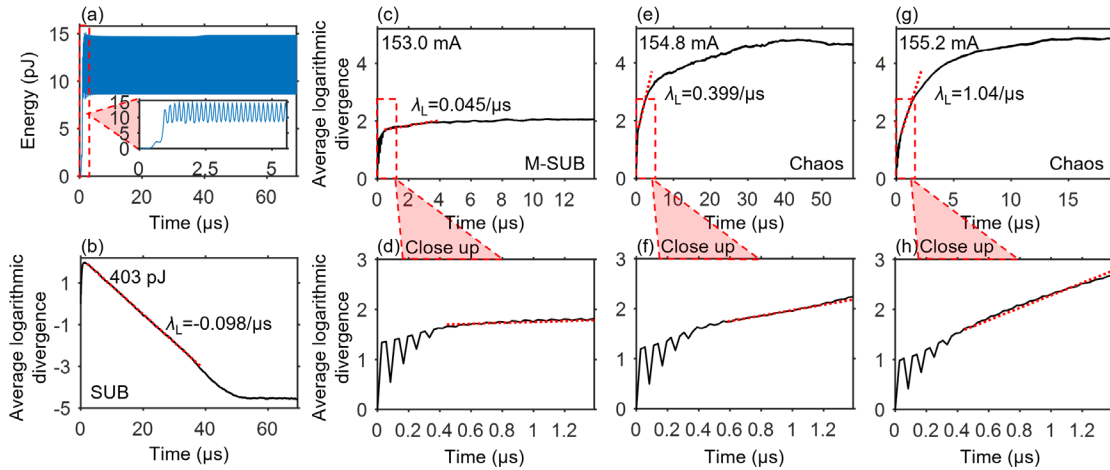 (a)
Energy (pJ)
15
10
5
0
15
10
5
0
0
2.5
5
0
20
40
60
Time (μs)
(b)
Average logarithmic
divergence
1
-1
-3
-5
403 pJ
λL=-0.098/μs
SUB
0
20
40
60
Time (μs)
(c)
Average logarithmic
divergence
153.0 mA
4
2
0
λL=0.045/μs
M-SUB
0 2 4 6 8 10 12
Time (μs)
(d)
Close up
Average logarithmic
divergence
3
2
1
0
0 0.2 0.4 0.6 0.8 1 1.2
Time (μs)
(e)
154.8 mA
4
2
0
λL=0.399/μs
Chaos
0 10 20 30 40 50
Time (μs)
(f)
Close up
3
2
1
0
0 0.2 0.4 0.6 0.8 1 1.2
Time (μs)
(g)
155.2 mA
4
2
0
λL=1.04/μs
Chaos
0 5 10 15
Time (μs)
(h)
Close up
3
2
1
0
0 0.2 0.4 0.6 0.8 1 1.2
Time (μs)